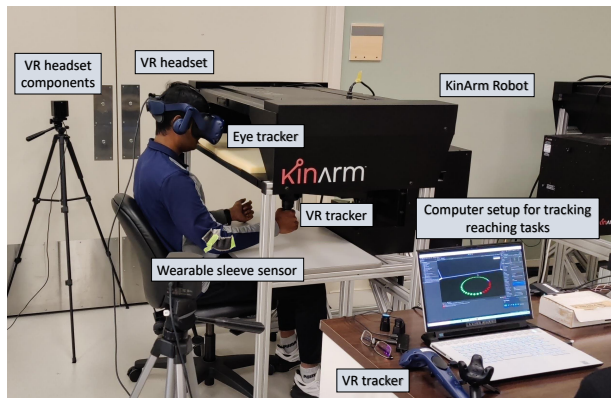 VR headset
components
VR headset
KinArm Robot
Eye tracker
KINARM
VR tracker
Computer setup for tracking
reaching tasks
Wearable sleeve sensor
VR tracker